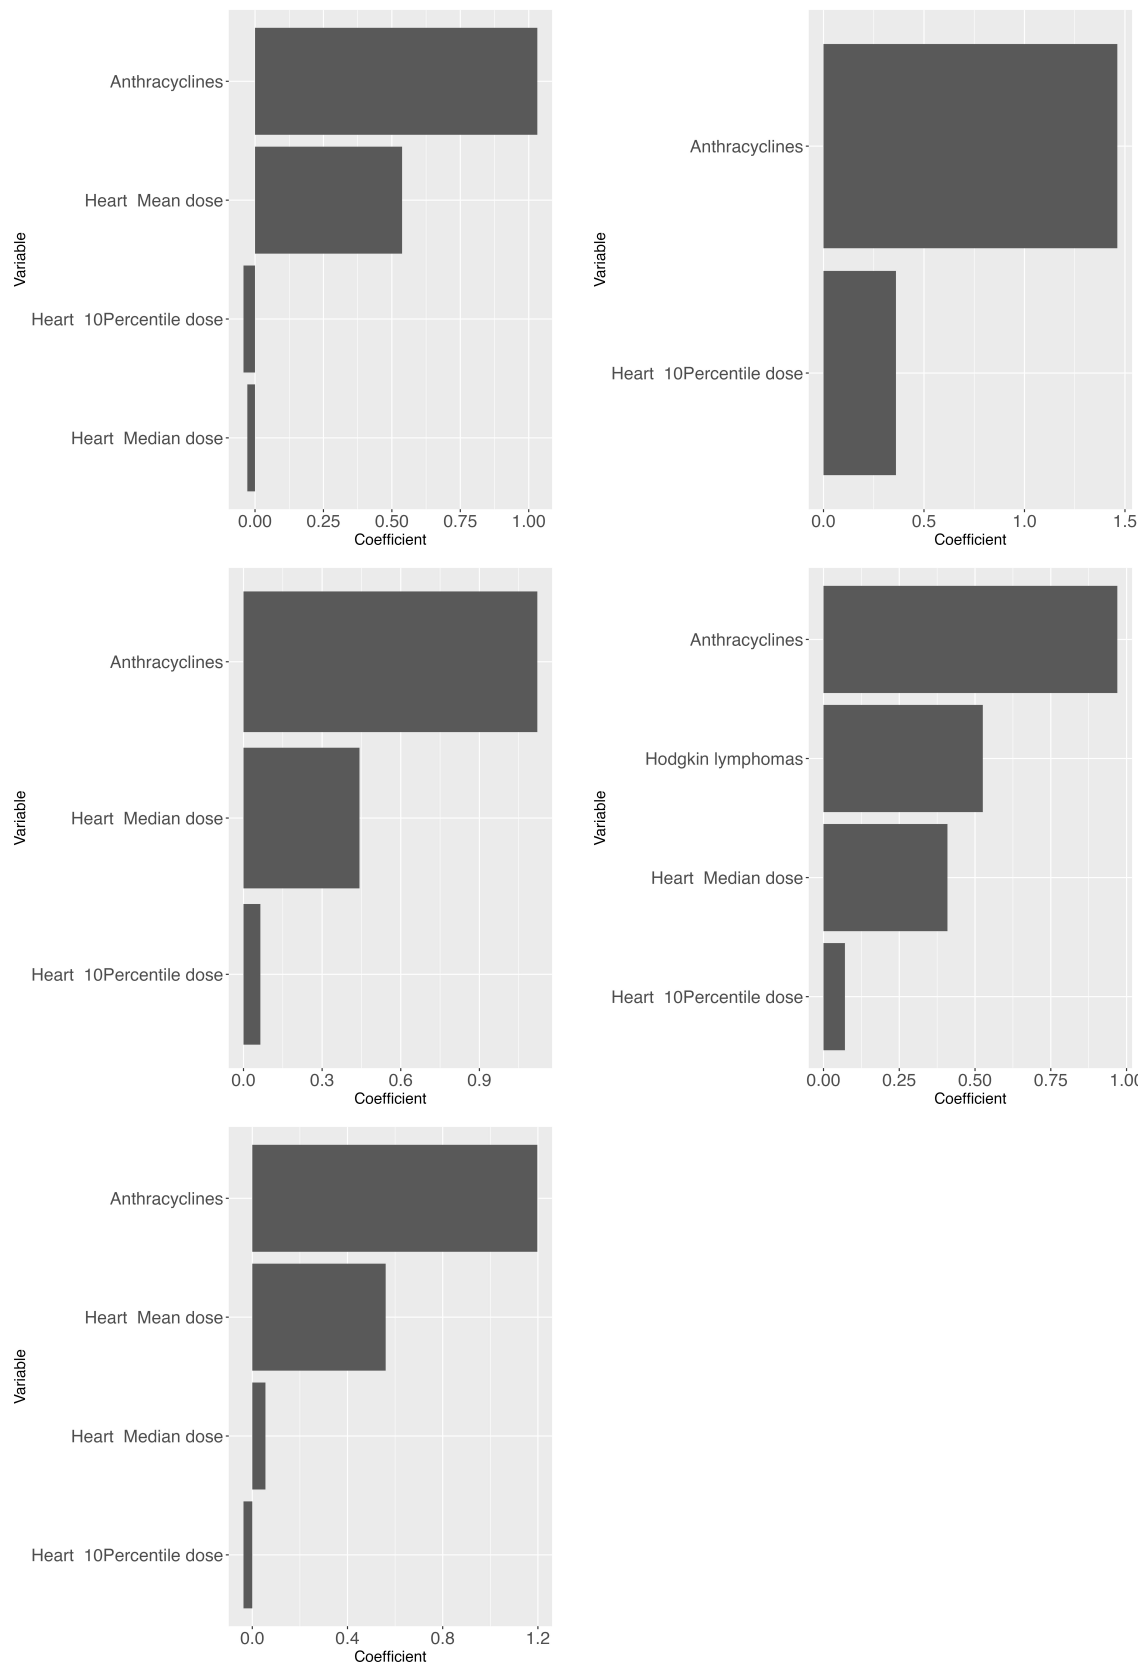 Variable
Anthracyclines
Heart  Mean dose
Heart  10Percentile dose
Heart  Median dose
0.00 0.25 0.50 0.75 1.00
Coefficient
Variable
Anthracyclines
Heart  10Percentile dose
0.0 0.5 1.0 1.5
Coefficient
Variable
Anthracyclines
Heart  Median dose
Heart  10Percentile dose
0.0 0.3 0.6 0.9
Coefficient
Variable
Anthracyclines
Hodgkin lymphomas
Heart  Median dose
Heart  10Percentile dose
0.00 0.25 0.50 0.75 1.00
Coefficient
Variable
Anthracyclines
Heart  Mean dose
Heart  Median dose
Heart  10Percentile dose
0.0 0.4 0.8 1.2
Coefficient